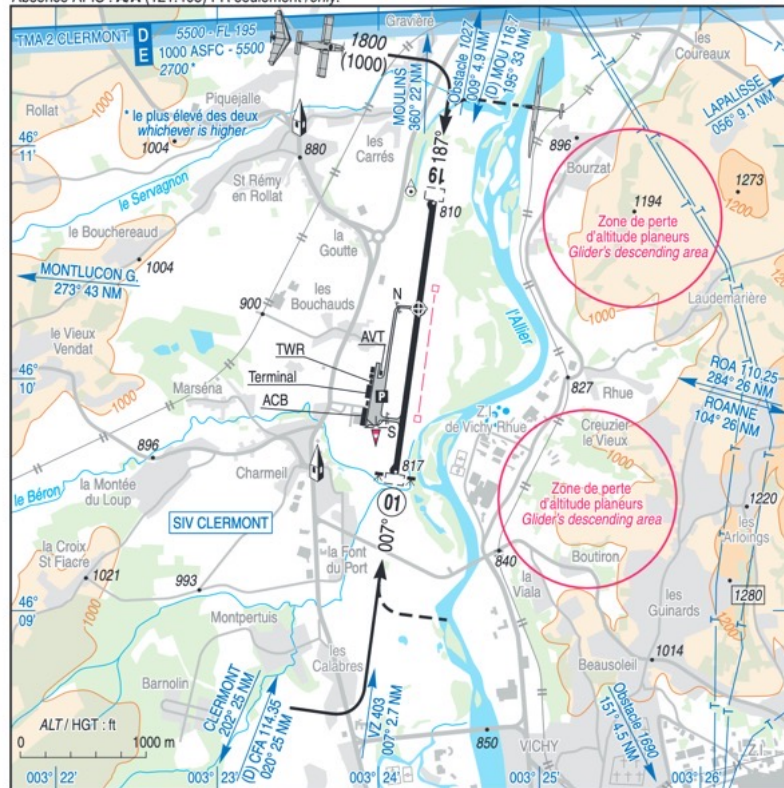 TMA 2 CLERMONT
D
E
5500 - FL 195
1000 ASFC - 5500
2700 *
1800
(1000)
Gravière
les
Coureaux
LAPALISSE
056° 9.1 NM
MOULINS
360° 22 NM
Obstacle 1027
009° 4.9 NM
(D) MOU 116.7
195° 33 NM
Rollat
1000
Piquejalle
* le plus élevé des deux
whichever is higher
1004
46°
11'
46°
11'
880
les
Carrés
187°
19
896
Bourzat
1273
1200
1194
Zone de perte
d'altitude planeurs
Glider's descending area
1000
le Servagnon
St Rémy
en Rollat
810
le Bouchereaud
1004
la
Goutte
MONTLUCON G.
273° 43 NM
900
les
Bouchauds
N
l'Allier
Laudemarière
le Vieux
Vendat
AVT
TWR
Terminal
ACB
P
S
46°
10'
46°
10'
827
Rhue
ROA 110,25
284° 26 NM
ROANNE
104° 26 NM
Marséna
Z.I.
de Vichy Rhue
Creuzier
le Vieux
896
817
la Montée
du Loup
Charmeil
le Béron
01
007°
Zone de perte
d'altitude planeurs
Glider's descending area
1220
les
Arloings
SIV CLERMONT
la Font
du Port
840
Boutiron
la Croix
St Fiacre
1021
993
la
Viala
les
Guinards
1280
46°
09'
46°
09'
1000
Montpertuis
1014
1200
Beausoleil
les
Calabres
Barnolin
CLERMONT
202° 25 NM
(D) CFA 114.35
020° 25 NM
VZ 403
007° 2.7 NM
850
VICHY
Obstacle 1690
151° 4.5 NM
Z.I.
ALT / HGT : ft
0
1000 m
003° 22'
003° 23'
003° 24'
003° 25'
003° 26'